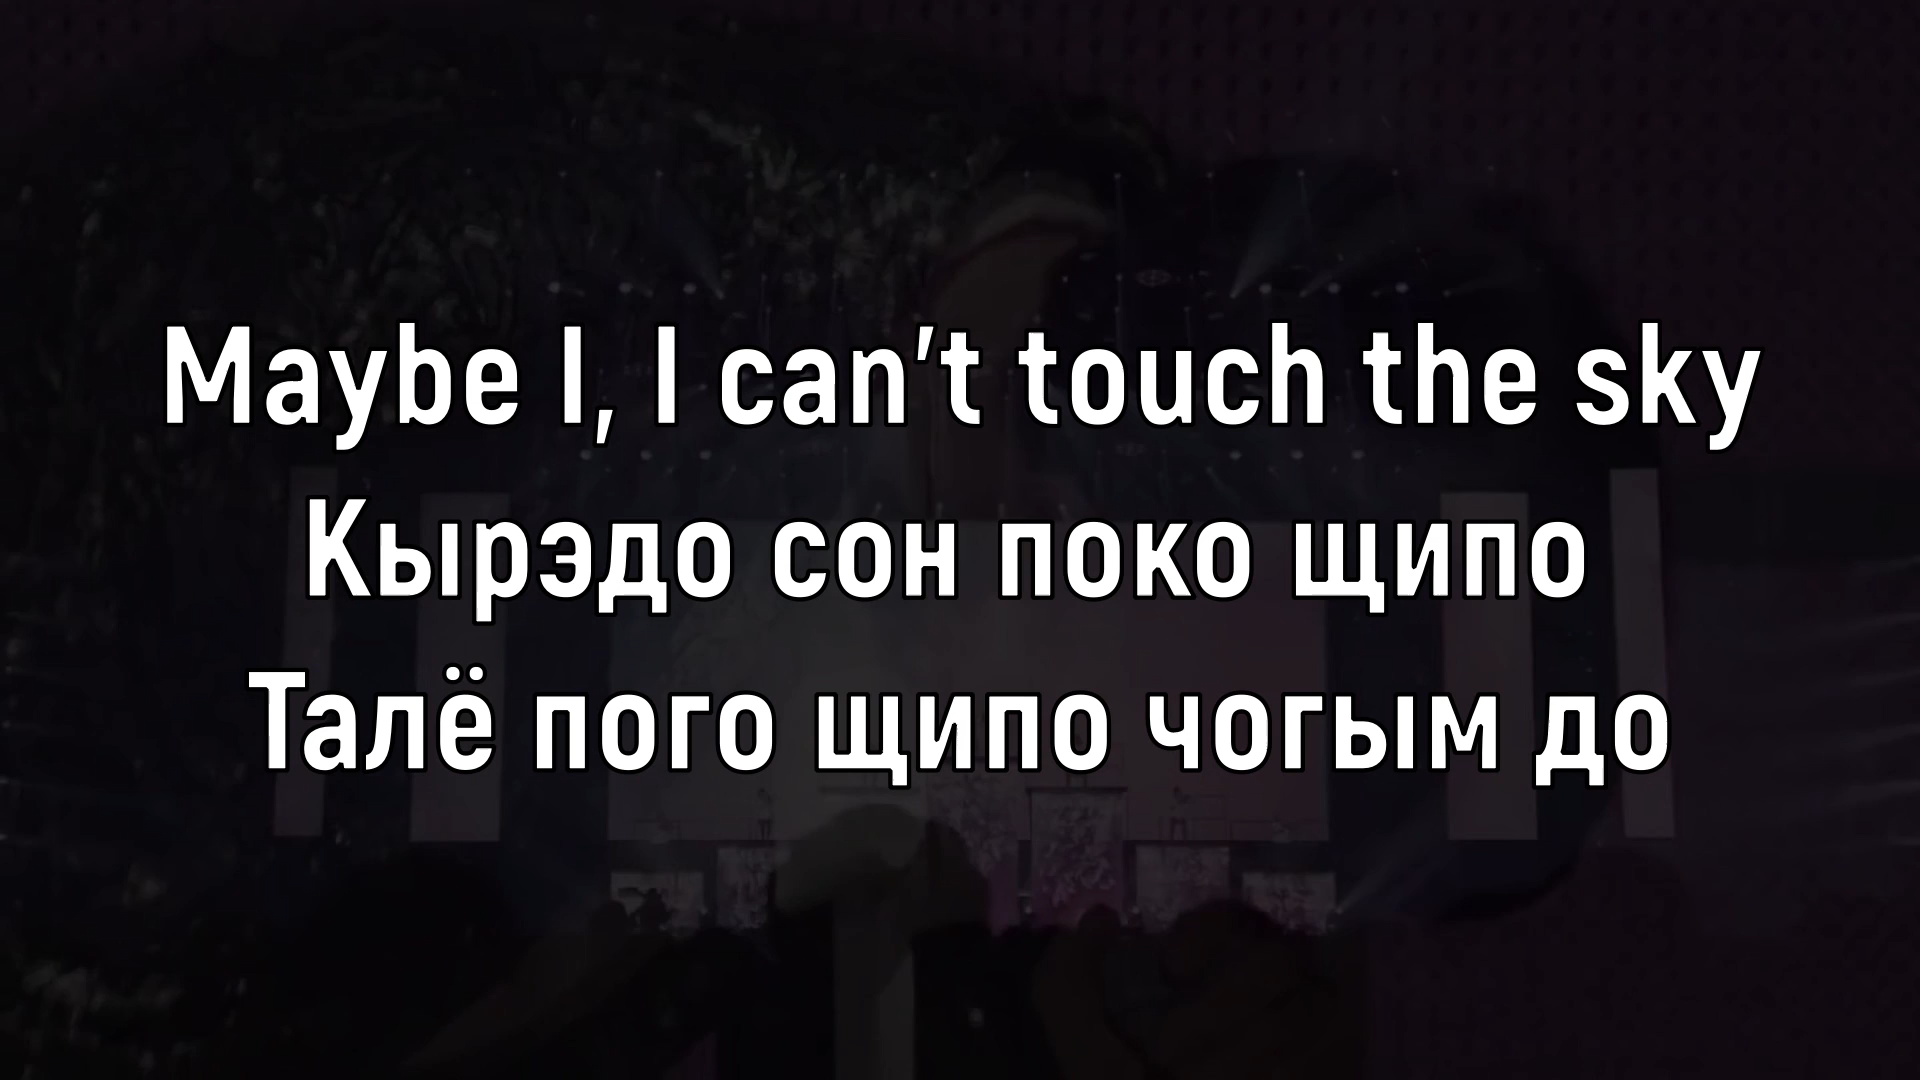 Maybe I, I can't touch the sky
Кырэдо сон поко щипо
Талё пого щипо чогым до